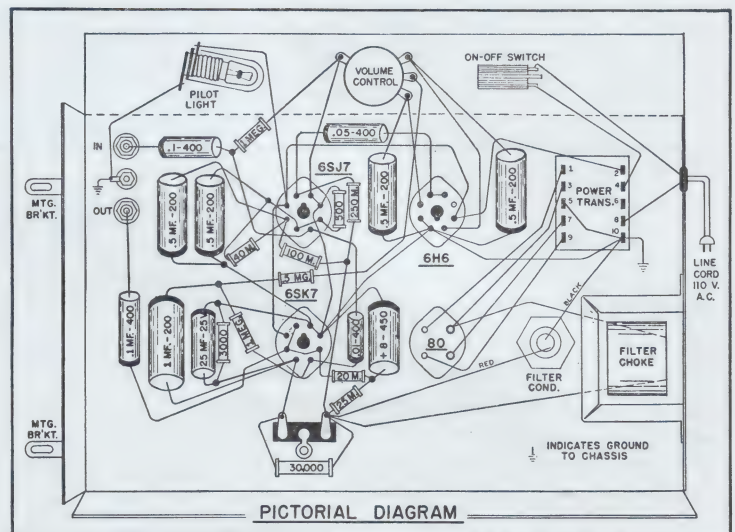 PILOT
LIGHT
VOLUME
CONTROL
ON-OFF SWITCH
IN
.1-400
1 MEG.
.05-400
6SJ7
.5 MF.-200
.5 MF.-200
1
2
3
4
5
6
7
8
9
10
POWER
TRANS.
MTG.
BR'KT.
OUT
.5 MF.-200
.5 MF.-200
40 M.
500
250 M.
100 M.
.5 MG.
6H6
LINE
CORD
110 V.
A.C.
6SK7
BLACK
.1 MF.-400
1 MF.-200
25 MF-25
3000
.01-400
+ 8-450
80
RED
FILTER
COND.
FILTER
CHOKE
20 M.
25 M.
MTG.
BR'KT.
30,000
INDICATES GROUND
TO CHASSIS
PICTORIAL DIAGRAM